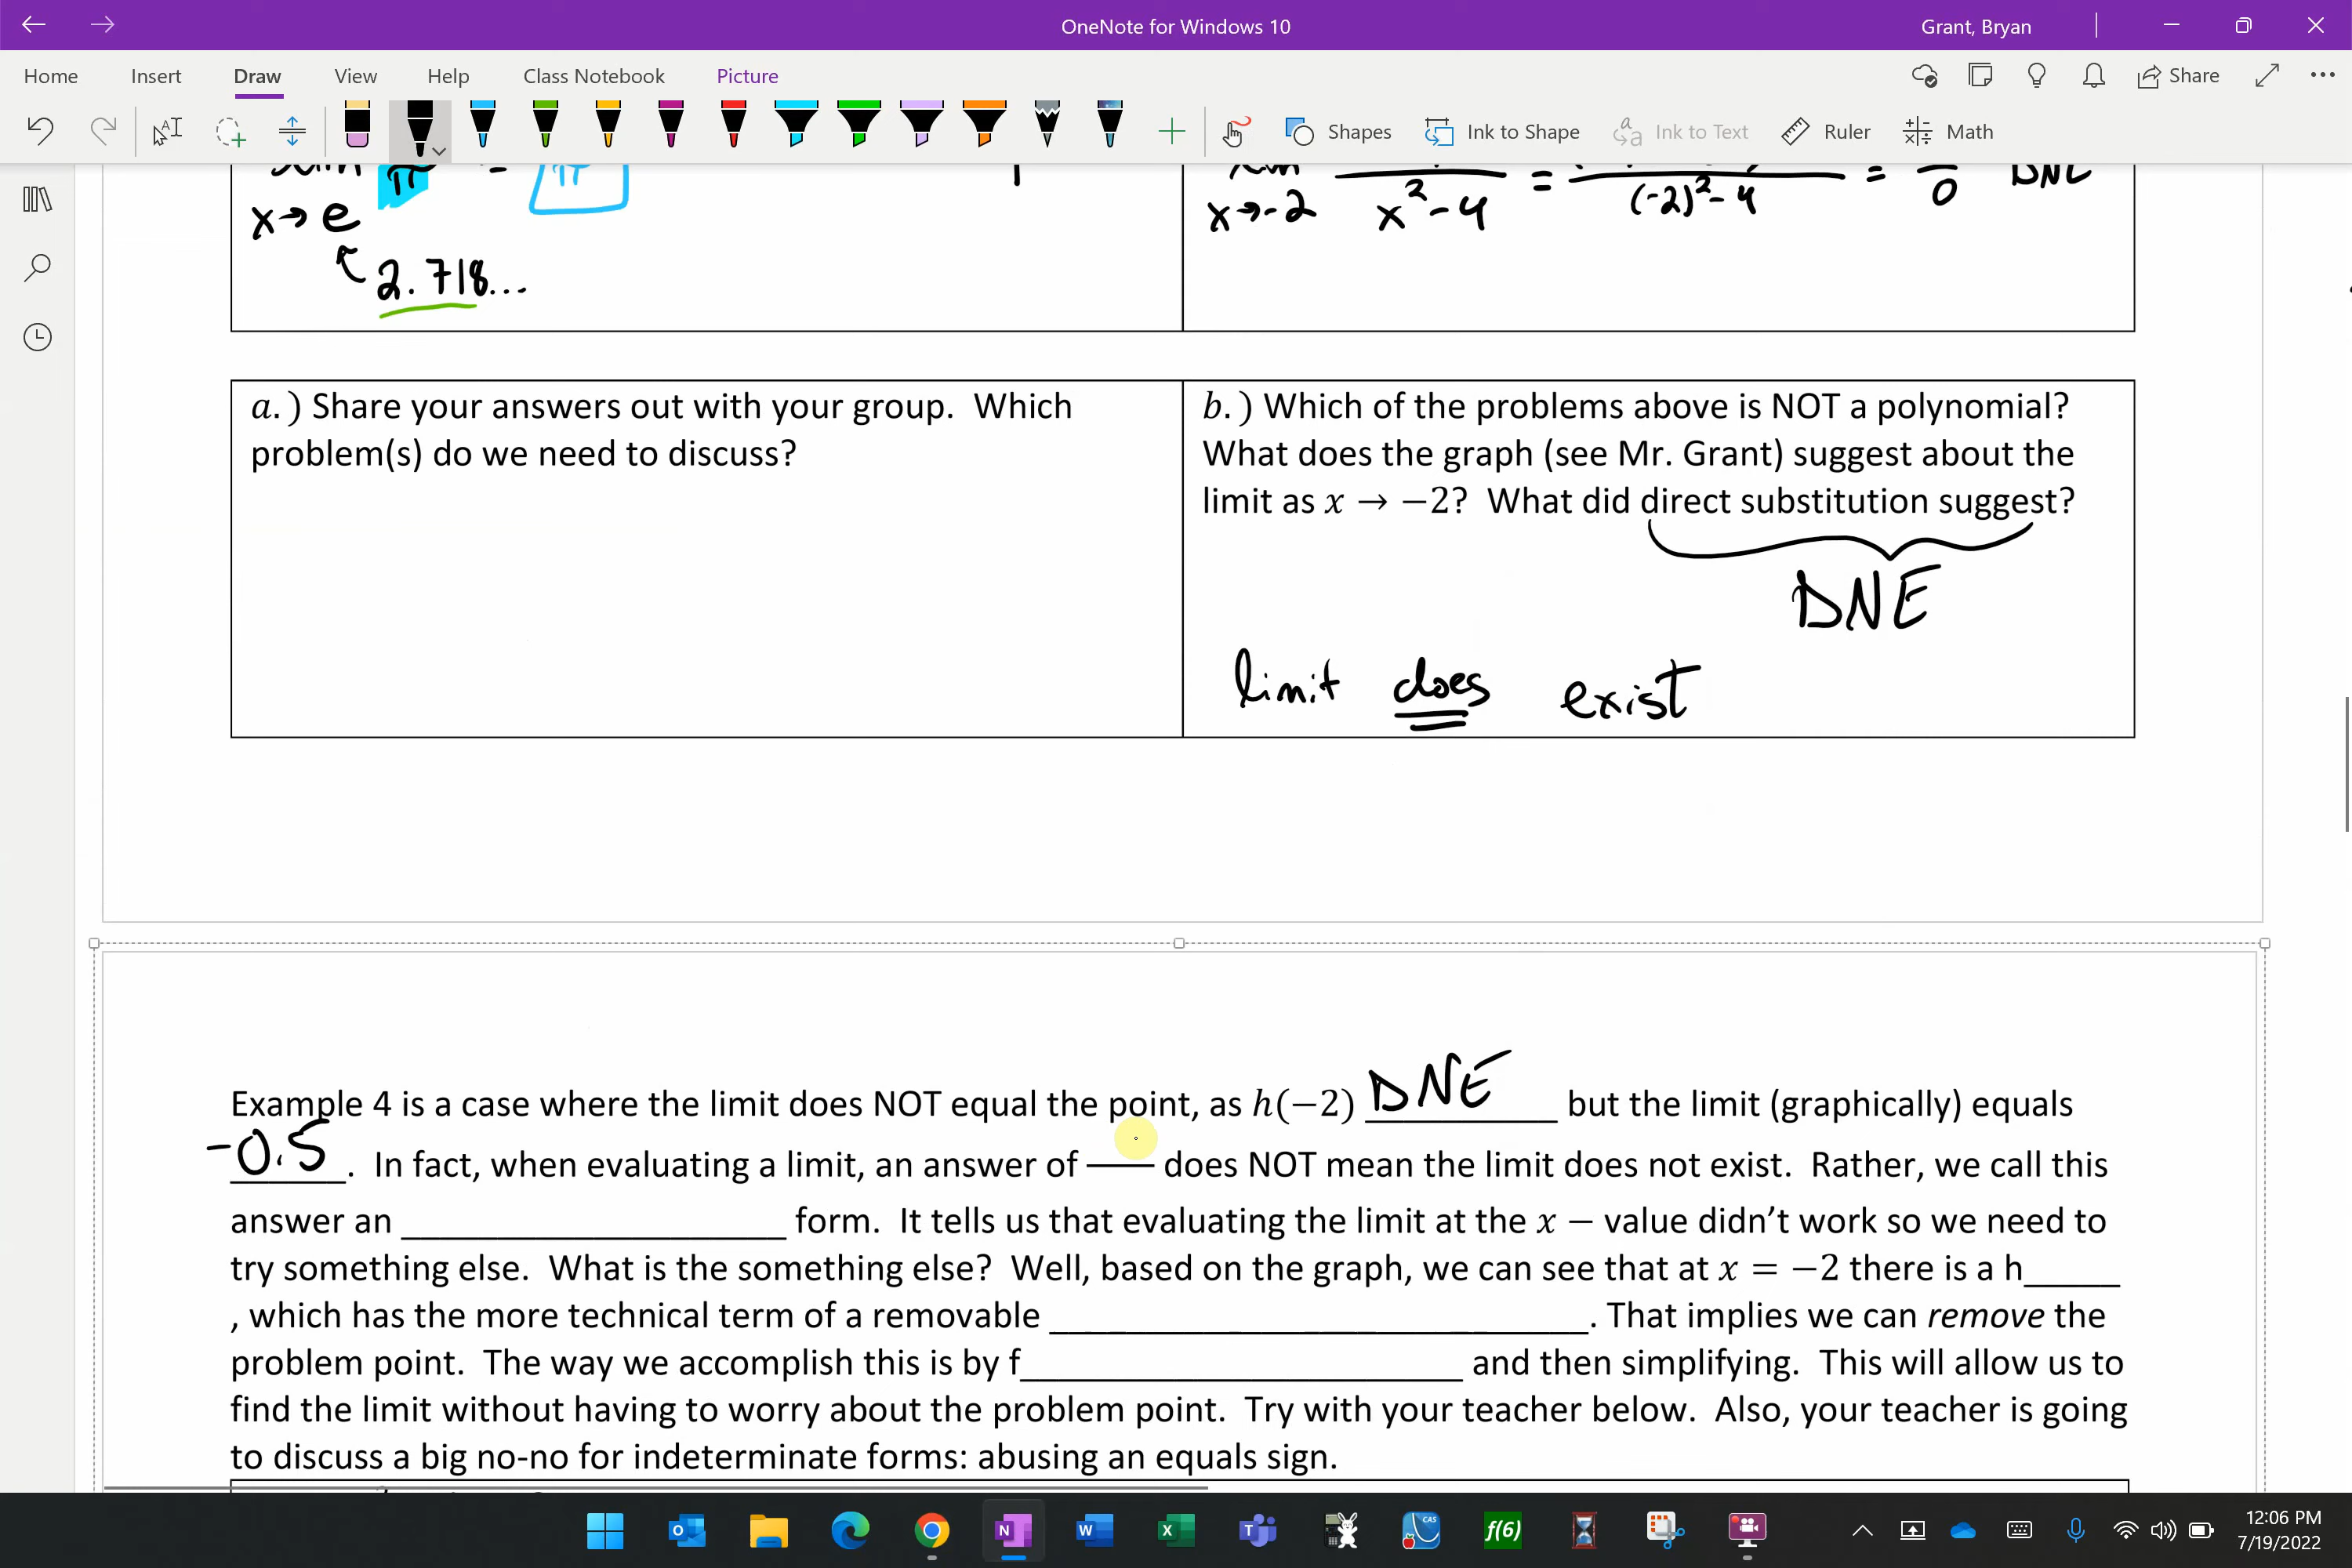 OneNote for Windows 10
Grant, Bryan
Home Insert Draw View Help Class Notebook Picture
Share
Shapes Ink to Shape Ink to Text Ruler Math
x→e
2.718...
π = π
x→-2 x²-4 = (-2)²-4 = 0 DNE
a.) Share your answers out with your group. Which
problem(s) do we need to discuss?
b.) Which of the problems above is NOT a polynomial?
What does the graph (see Mr. Grant) suggest about the
limit as x → −2? What did direct substitution suggest?
DNE
limit does exist
Example 4 is a case where the limit does NOT equal the point, as h(−2) DNE but the limit (graphically) equals
-0.5. In fact, when evaluating a limit, an answer of ___ does NOT mean the limit does not exist. Rather, we call this
answer an ____________ form. It tells us that evaluating the limit at the x − value didn't work so we need to
try something else. What is the something else? Well, based on the graph, we can see that at x = −2 there is a h_____
, which has the more technical term of a removable ____________. That implies we can remove the
problem point. The way we accomplish this is by f____________ and then simplifying. This will allow us to
find the limit without having to worry about the problem point. Try with your teacher below. Also, your teacher is going
to discuss a big no-no for indeterminate forms: abusing an equals sign.
f(6)
CAS
12:06 PM
7/19/2022